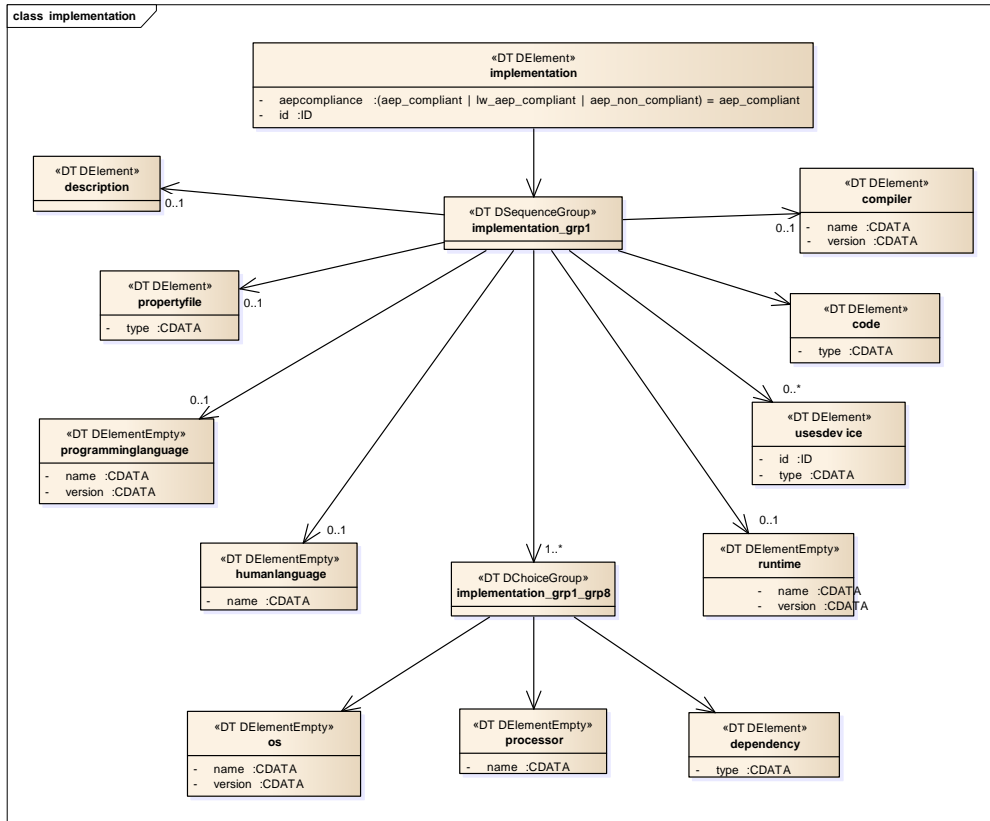 class implementation
«DT DElement»
implementation
- aepcompliance :(aep_compliant | lw_aep_compliant | aep_non_compliant) = aep_compliant
- id :ID
«DT DElement»
description
0..1
«DT DSequenceGroup»
implementation_grp1
«DT DElement»
compiler
- name :CDATA
- version :CDATA
0..1
«DT DElement»
propertyfile
- type :CDATA
0..1
«DT DElement»
code
- type :CDATA
0..1
«DT DElementEmpty»
programminglanguage
- name :CDATA
- version :CDATA
0..*
«DT DElement»
usesdev ice
- id :ID
- type :CDATA
0..1
«DT DElementEmpty»
humanlanguage
- name :CDATA
1..*
«DT DChoiceGroup»
implementation_grp1_grp8
0..1
«DT DElementEmpty»
runtime
- name :CDATA
- version :CDATA
«DT DElementEmpty»
os
- name :CDATA
- version :CDATA
«DT DElementEmpty»
processor
- name :CDATA
«DT DElement»
dependency
- type :CDATA